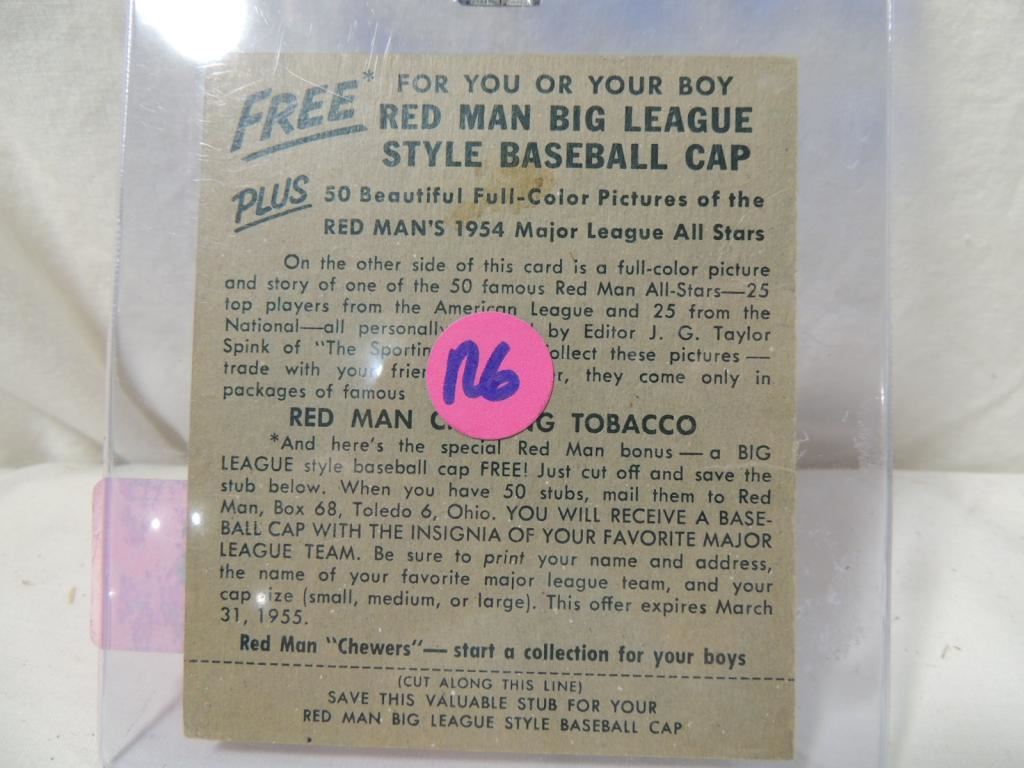 FREE* FOR YOU OR YOUR BOY
RED MAN BIG LEAGUE
STYLE BASEBALL CAP
PLUS 50 Beautiful Full-Color Pictures of the
RED MAN'S 1954 Major League All Stars
On the other side of this card is a full-color picture
and story of one of the 50 famous Red Man All-Stars—25
top players from the American League and 25 from the
National—all personally by Editor J. G. Taylor
Spink of "The these pictures —
trade with your they come only in
packages of famous
N6
RED MAN TOBACCO
*And here's the special Red Man bonus — a BIG
LEAGUE style baseball cap FREE! Just cut off and save the
stub below. When you have 50 stubs, mail them to Red
Man, Box 68, Toledo 6, Ohio. YOU WILL RECEIVE A BASE-
BALL CAP WITH THE INSIGNIA OF YOUR FAVORITE MAJOR
LEAGUE TEAM. Be sure to print your name and address,
the name of your favorite major league team, and your
cap size (small, medium, or large). This offer expires March
31, 1955.
Red Man "Chewers"— start a collection for your boys
(CUT ALONG THIS LINE)
SAVE THIS VALUABLE STUB FOR YOUR
RED MAN BIG LEAGUE STYLE BASEBALL CAP